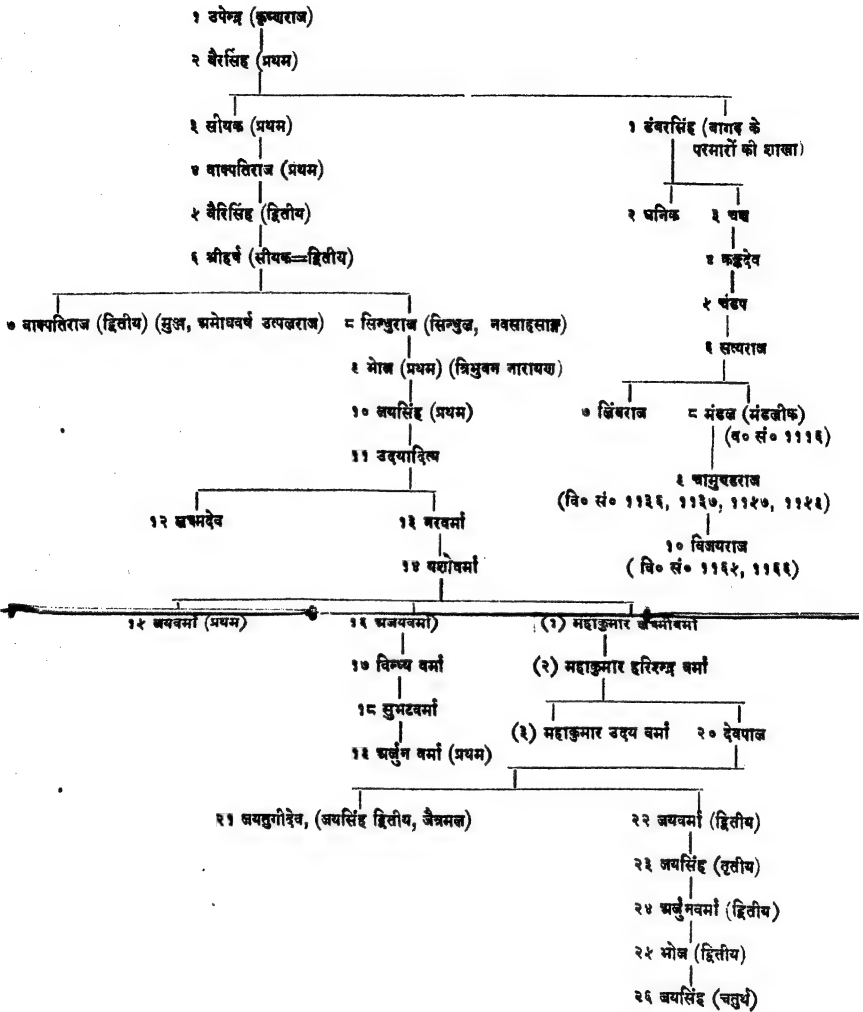 १ उपेन्द्र (कृष्णराज)
२ वैरसिंह (प्रथम)
३ सीयक (प्रथम)
१ डंबरसिंह (वागड़ के
परमारों की शाखा)
४ वाक्पतिराज (प्रथम)
५ वैरिसिंह (द्वितीय)
२ धनिक
३ चच्च
६ श्रीहर्ष (सीयक=द्वितीय)
४ कङ्कदेव
५ चंडप
७ वाक्पतिराज (द्वितीय) (मुञ्ज, अमोघवर्ष उत्पलराज)
८ सिन्धुराज (सिन्धुल, नवसाहसाङ्क)
६ सत्यराज
९ भोज (प्रथम) (त्रिभुवन नारायण)
१० जयसिंह (प्रथम)
७ लिंबराज
८ मंडल (मंडलीक)
(व० सं० १११६)
११ उदयादित्य
९ चामुण्डराज
(वि० सं० ११३६, ११३७, ११५७, ११५९)
१२ लक्ष्मदेव
१३ नरवर्मा
१० विजयराज
( वि० सं० ११६५, ११६६)
१४ यशोवर्मा
१५ जयवर्मा (प्रथम)
१६ अजयवर्मा)
(१) महाकुमार लक्ष्मीवर्मा
१७ विन्ध्य वर्मा
(२) महाकुमार हरिश्चन्द्र वर्मा
१८ सुभटवर्मा
(३) महाकुमार उदय वर्मा
२० देवपाल
१९ अर्जुन वर्मा (प्रथम)
२१ जयतुगीदेव, (जयसिंह द्वितीय, जैत्रमल)
२२ जयवर्मा (द्वितीय)
२३ जयसिंह (तृतीय)
२४ अर्जुनवर्मा (द्वितीय)
२५ भोज (द्वितीय)
२६ जयसिंह (चतुर्थ)